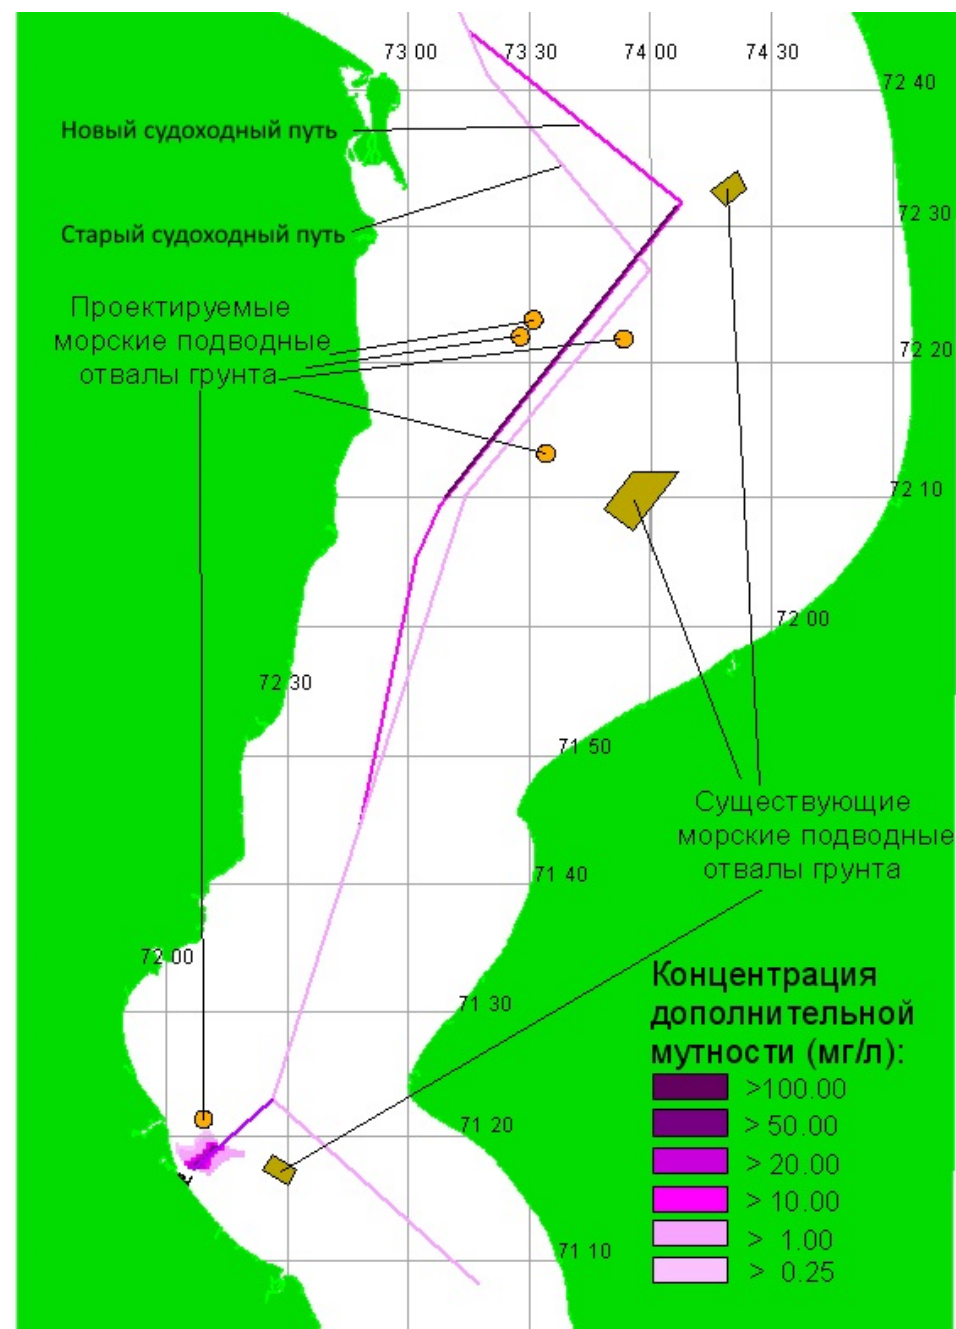 73 00
73 30
74 00
74 30
72 40
Новый судоходный путь
72 30
Старый судоходный путь
Проектируемые
морские подводные
отвалы грунта
72 20
72 10
72 00
72 30
71 50
Существующие
морские подводные
отвалы грунта
71 40
72 00
71 30
71 20
71 10
Концентрация
дополнительной
мутности (мг/л):
>100.00
> 50.00
> 20.00
> 10.00
> 1.00
> 0.25